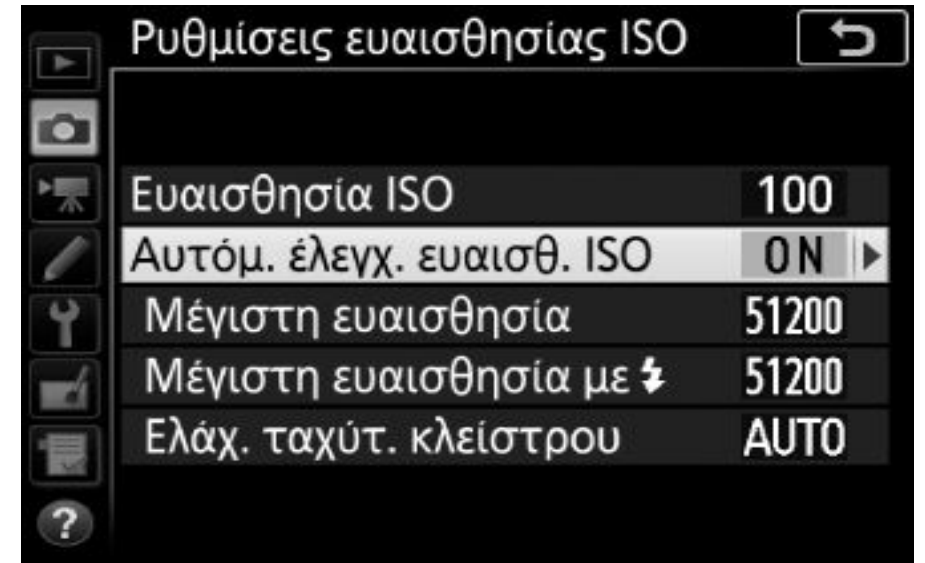 Ρυθμίσεις ευαισθησίας ISO
Ευαισθησία ISO 100
Αυτόμ. έλεγχ. ευαισθ. ISO ON
Μέγιστη ευαισθησία 51200
Μέγιστη ευαισθησία με 51200
Ελάχ. ταχύτ. κλείστρου AUTO
?